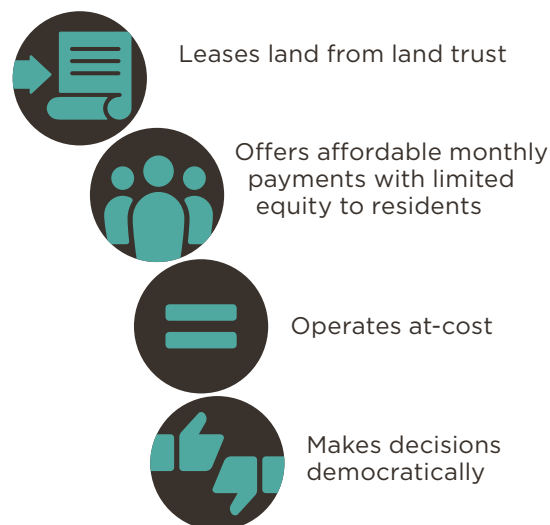 Leases land from land trust
Offers affordable monthly
payments with limited
equity to residents
Operates at-cost
Makes decisions
democratically